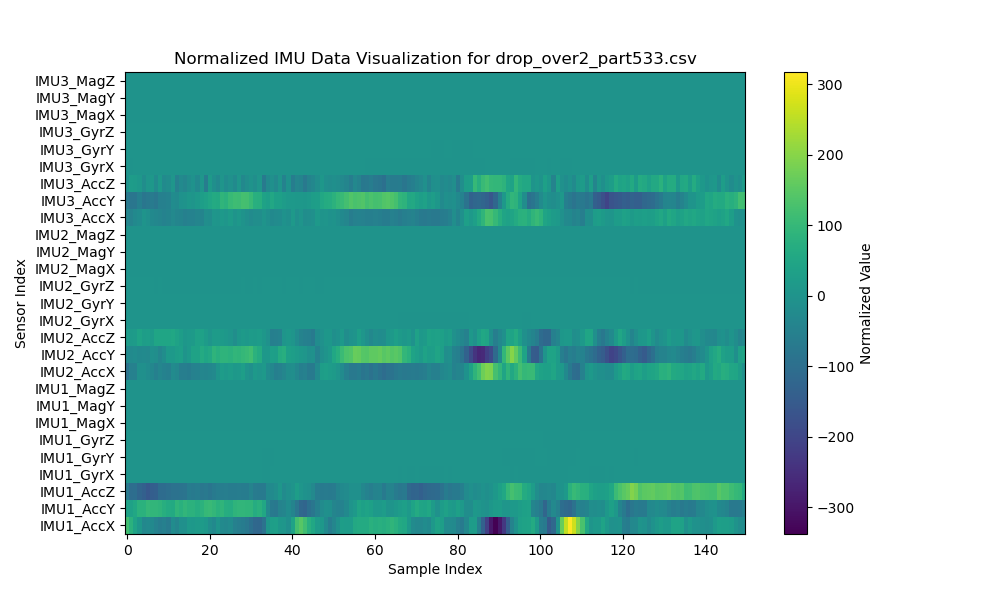 Normalized IMU Data Visualization for drop_over2_part533.csv
IMU3_MagZ
IMU3_MagY
IMU3_MagX
IMU3_GyrZ
IMU3_GyrY
IMU3_GyrX
IMU3_AccZ
IMU3_AccY
IMU3_AccX
IMU2_MagZ
IMU2_MagY
IMU2_MagX
IMU2_GyrZ
IMU2_GyrY
IMU2_GyrX
IMU2_AccZ
IMU2_AccY
IMU2_AccX
IMU1_MagZ
IMU1_MagY
IMU1_MagX
IMU1_GyrZ
IMU1_GyrY
IMU1_GyrX
IMU1_AccZ
IMU1_AccY
IMU1_AccX
Sensor Index
0 20 40 60 80 100 120 140
Sample Index
300
200
100
0
−100
−200
−300
Normalized Value